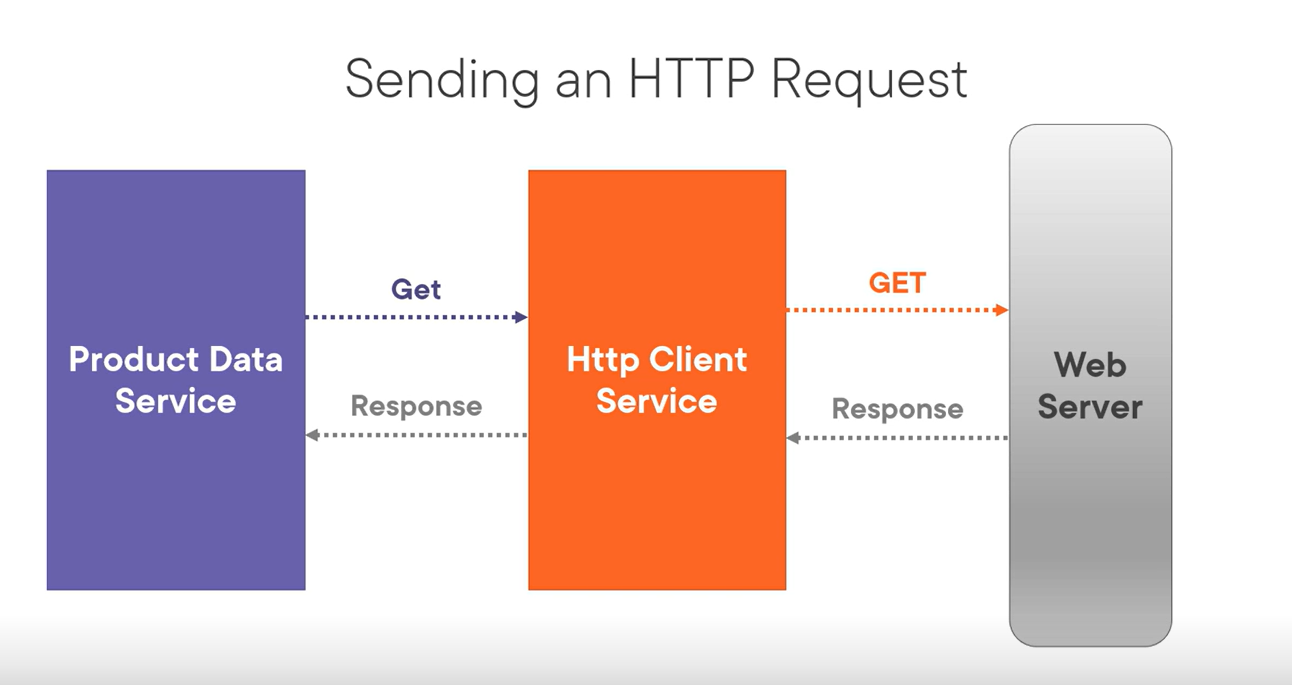 Sending an HTTP Request
Get
GET
Product Data
Service
Http Client
Service
Web
Server
Response
Response